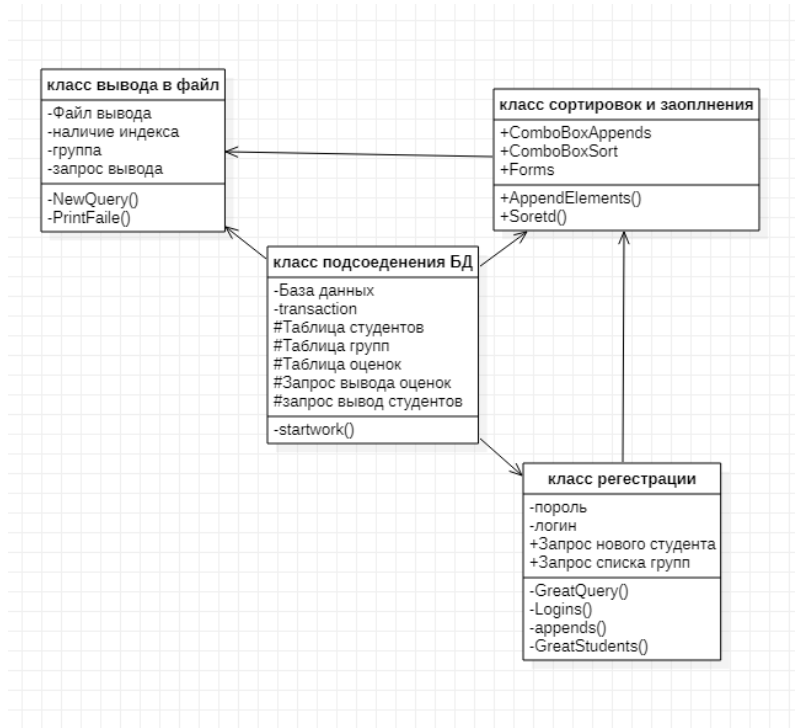 класс вывода в файл
-Файл вывода
-наличие индекса
-группа
-запрос вывода
-NewQuery()
-PrintFaile()
класс сортировок и заоплнения
+ComboBoxAppends
+ComboBoxSort
+Forms
+AppendElements()
+Soretd()
класс подсоеденения БД
-База данных
-transaction
#Таблица студентов
#Таблица групп
#Таблица оценок
#Запрос вывода оценок
#запрос вывод студентов
-startwork()
класс регестрации
-пороль
-логин
+Запрос нового студента
+Запрос списка групп
-GreatQuery()
-Logins()
-appends()
-GreatStudents()